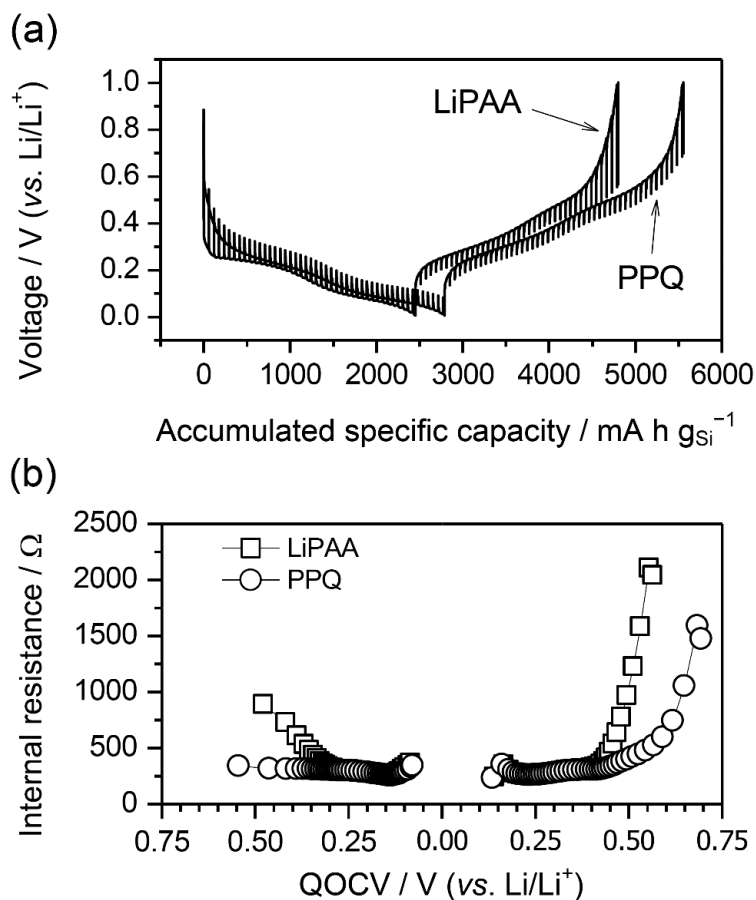 (a)
Voltage / V (vs. Li/Li⁺)
1.0
0.8
0.6
0.4
0.2
0.0
LiPAA
PPQ
0 1000 2000 3000 4000 5000 6000
Accumulated specific capacity / mA h gSi⁻¹
(b)
Internal resistance / Ω
2500
2000
1500
1000
500
0
LiPAA
PPQ
0.75 0.50 0.25 0.00 0.25 0.50 0.75
QOCV / V (vs. Li/Li⁺)